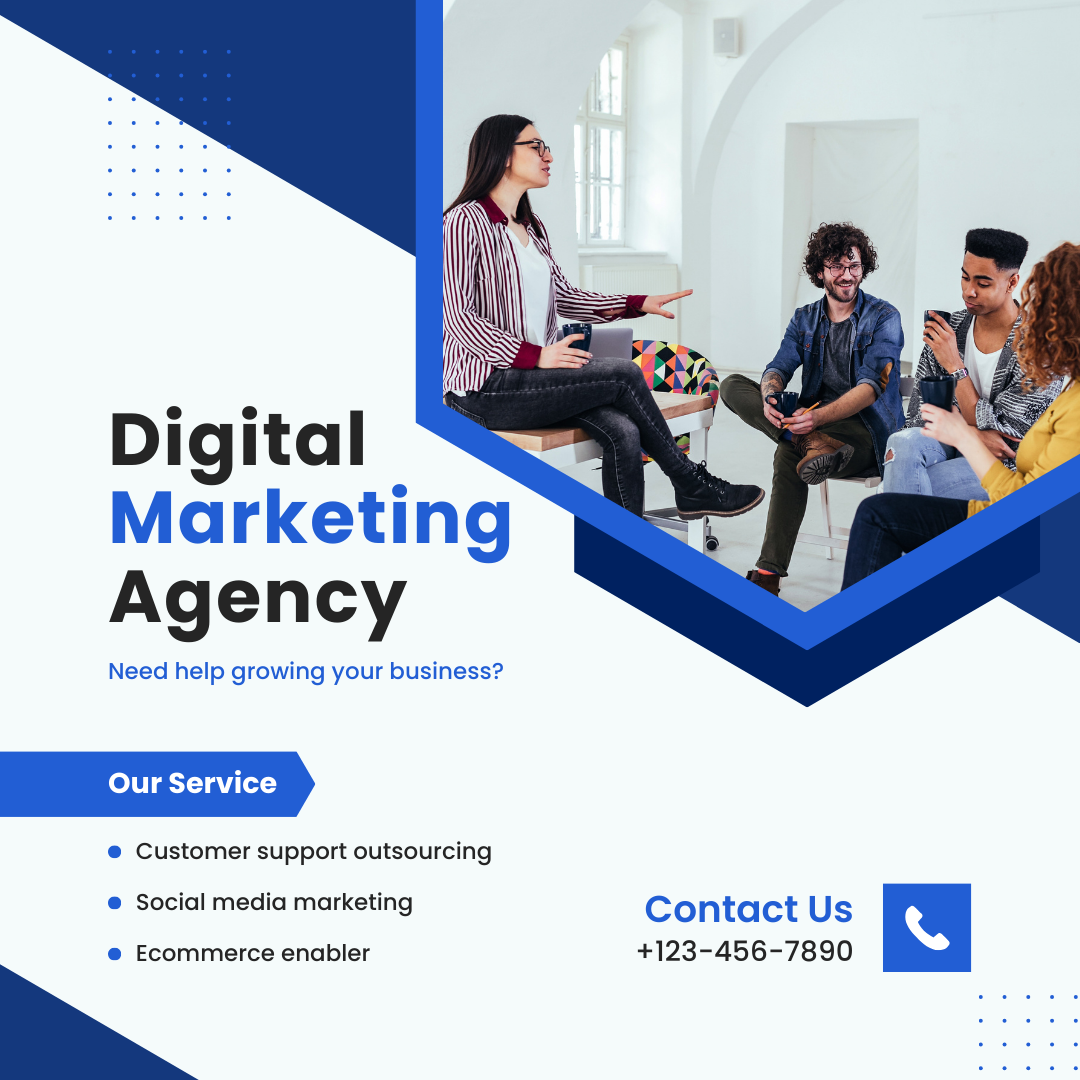 Digital
Marketing
Agency
Need help growing your business?
Our Service
Customer support outsourcing
Social media marketing
Ecommerce enabler
Contact Us
+123-456-7890